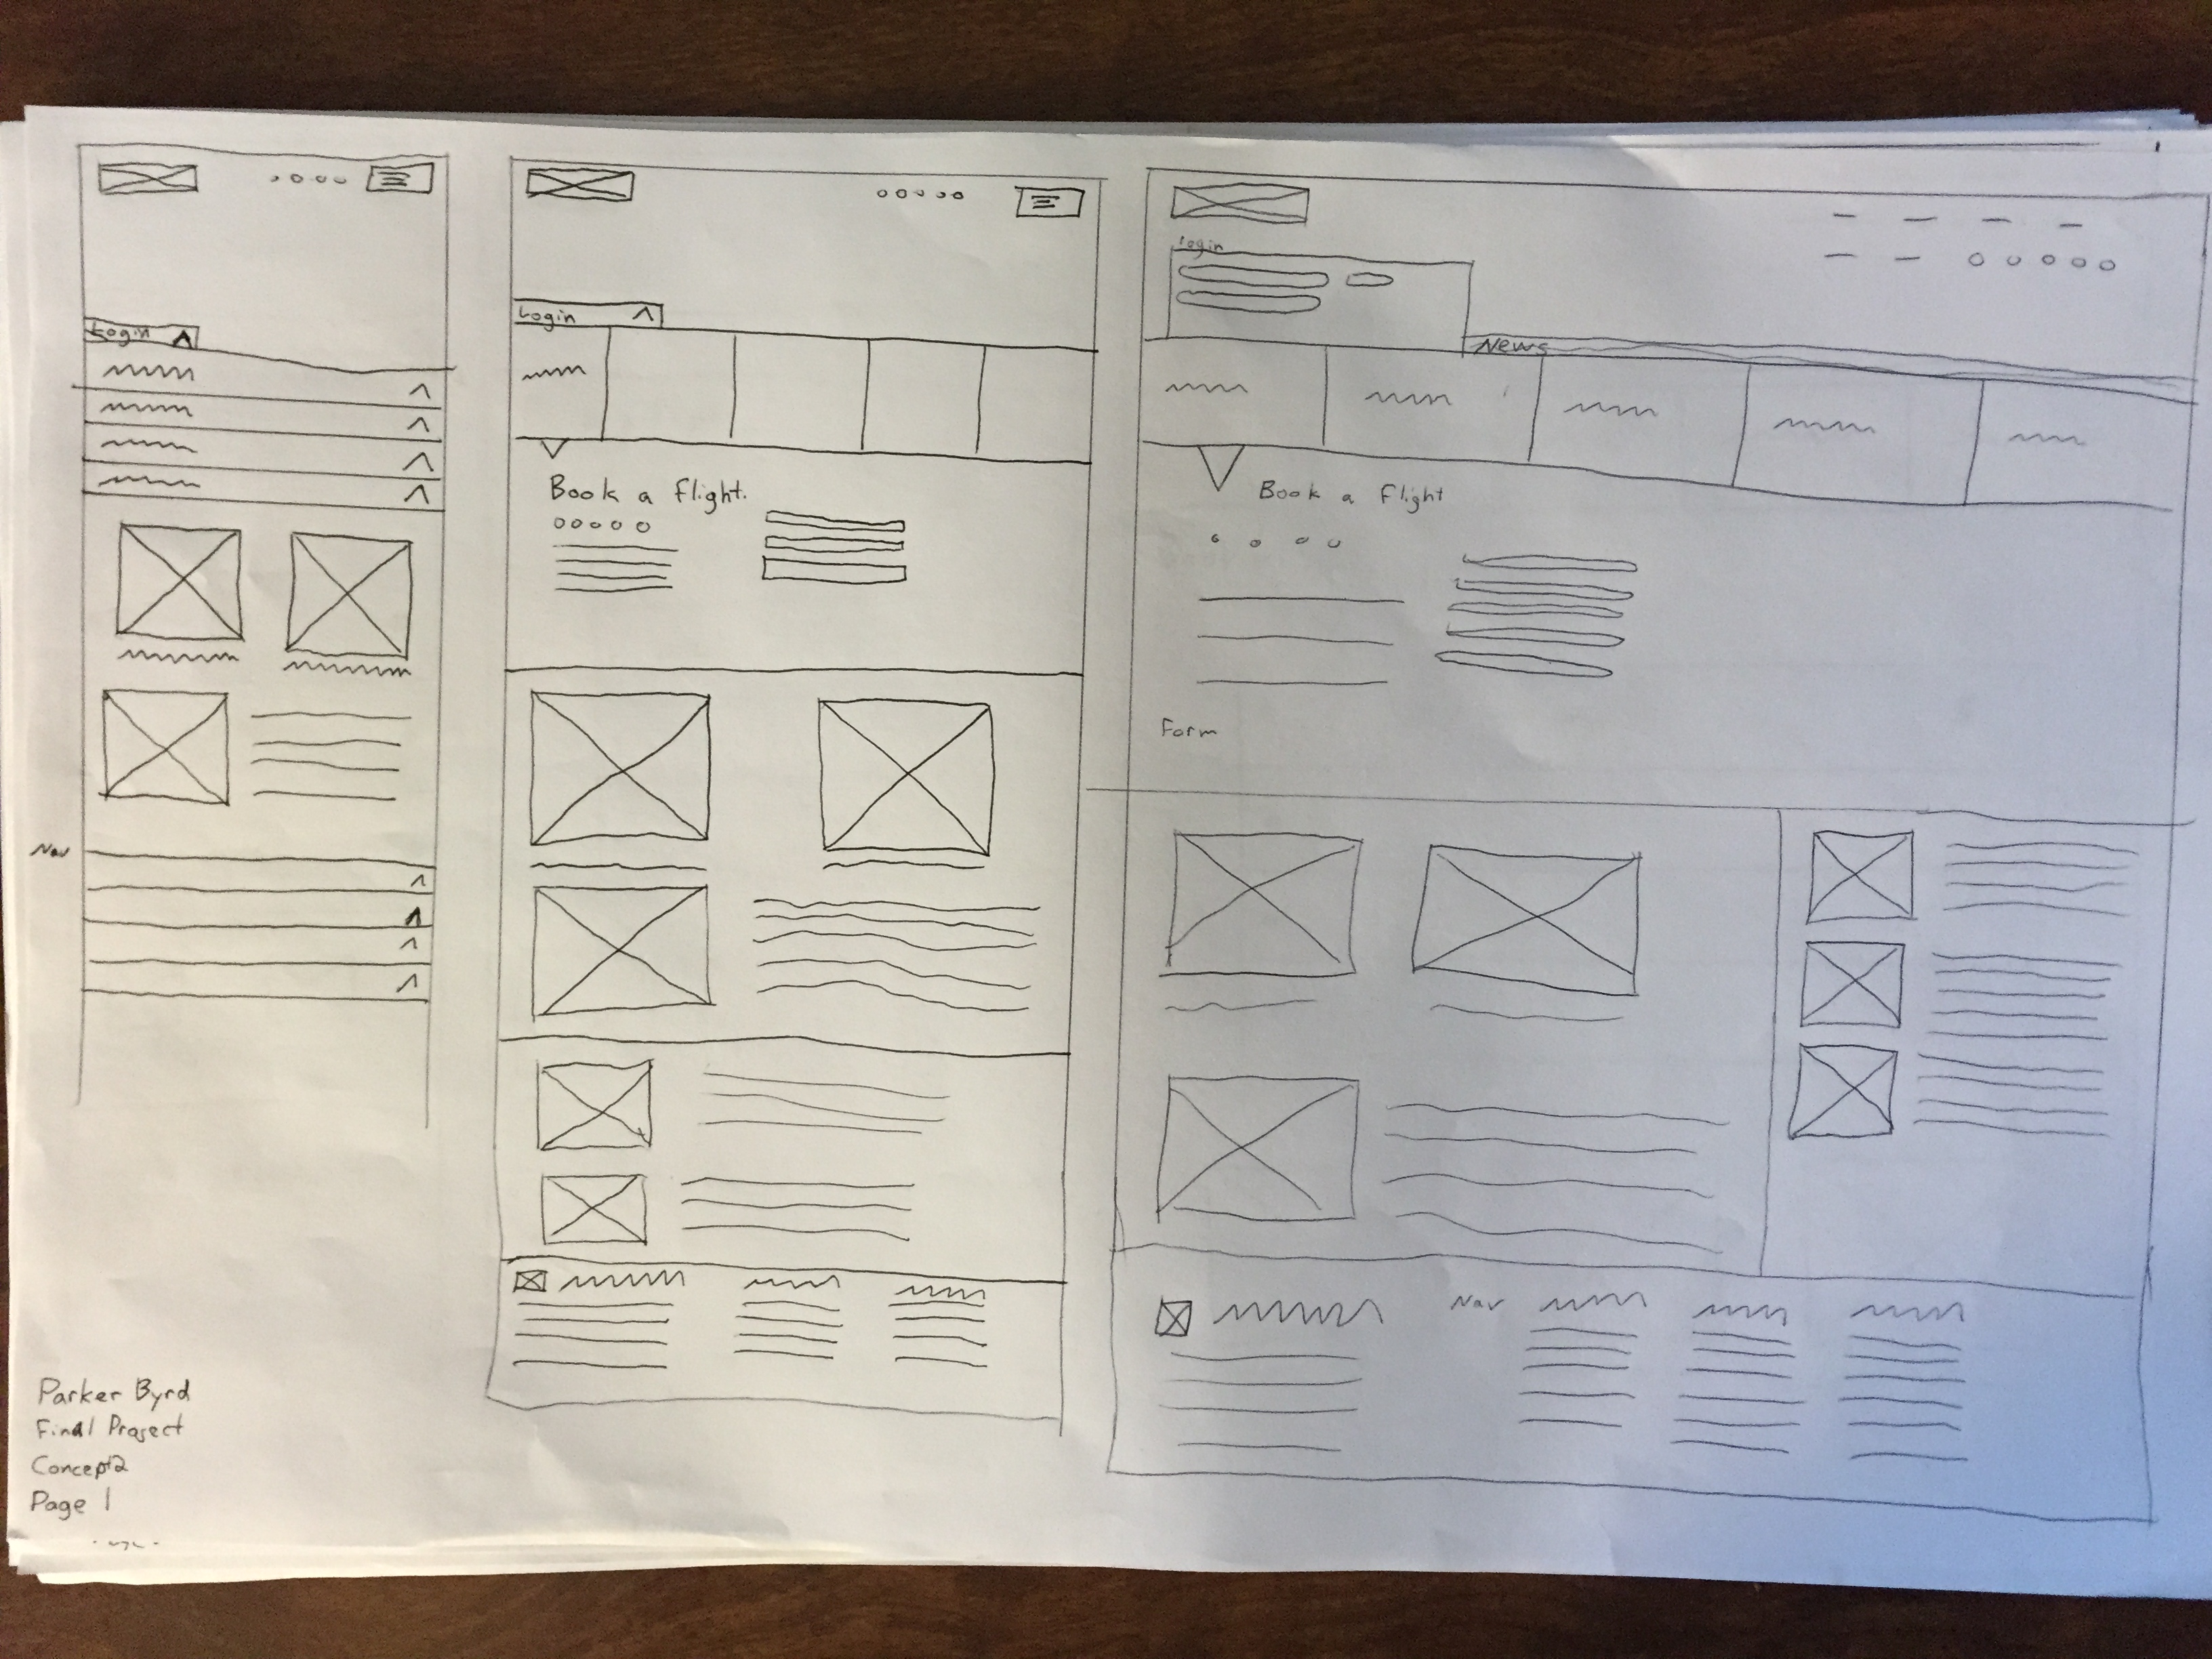 Login
Nav
Login
Book a flight.
Login
News
Book a flight
Form
Nav
Parker Byrd
Final Project
Concept2
Page 1